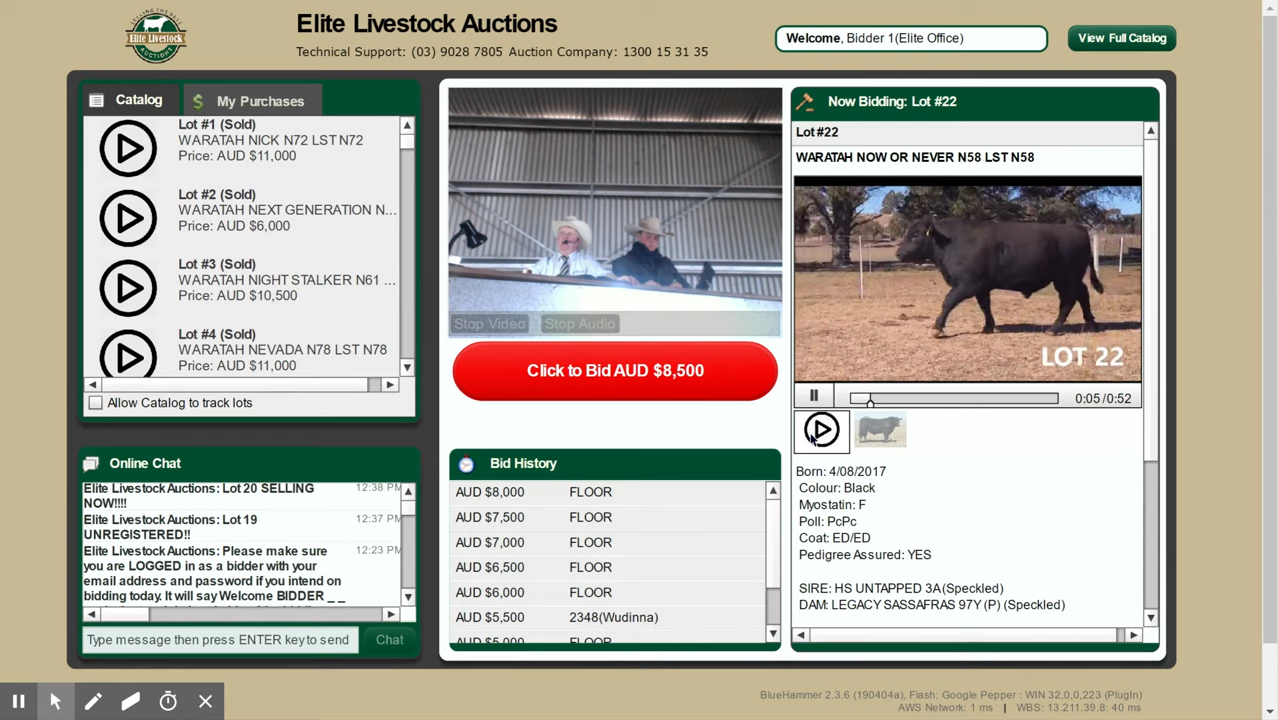 Elite Livestock Auctions
Technical Support: (03) 9028 7805 Auction Company: 1300 15 31 35
Elite Livestock
AUCTIONS
Welcome, Bidder 1(Elite Office)
View Full Catalog
Catalog
My Purchases
Lot #1 (Sold)
WARATAH NICK N72 LST N72
Price: AUD $11,000
Lot #2 (Sold)
WARATAH NEXT GENERATION N...
Price: AUD $6,000
Lot #3 (Sold)
WARATAH NIGHT STALKER N61 ...
Price: AUD $10,500
Lot #4 (Sold)
WARATAH NEVADA N78 LST N78
Price: AUD $11,000
Allow Catalog to track lots
Online Chat
Elite Livestock Auctions: Lot 20 SELLING 12:38 PM
NOW!!!!
Elite Livestock Auctions: Lot 19 12:37 PM
UNREGISTERED!!
Elite Livestock Auctions: Please make sure 12:23 PM
you are LOGGED in as a bidder with your
email address and password if you intend on
bidding today. It will say Welcome BIDDER _ _
Type message then press ENTER key to send
Chat
Stop Video
Stop Audio
Click to Bid AUD $8,500
Bid History
AUD $8,000 FLOOR
AUD $7,500 FLOOR
AUD $7,000 FLOOR
AUD $6,500 FLOOR
AUD $6,000 FLOOR
AUD $5,500 2348(Wudinna)
AUD $5,000 FLOOR
Now Bidding: Lot #22
Lot #22
WARATAH NOW OR NEVER N58 LST N58
LOT 22
0:05 / 0:52
Born: 4/08/2017
Colour: Black
Myostatin: F
Poll: PcPc
Coat: ED/ED
Pedigree Assured: YES
SIRE: HS UNTAPPED 3A (Speckled)
DAM: LEGACY SASSAFRAS 97Y (P) (Speckled)
BlueHammer 2.3.6 (190404a), Flash: Google Pepper : WIN 32,0,0,223 (PlugIn)
AWS Network: 1 ms | WBS: 13.211.39.8: 40 ms